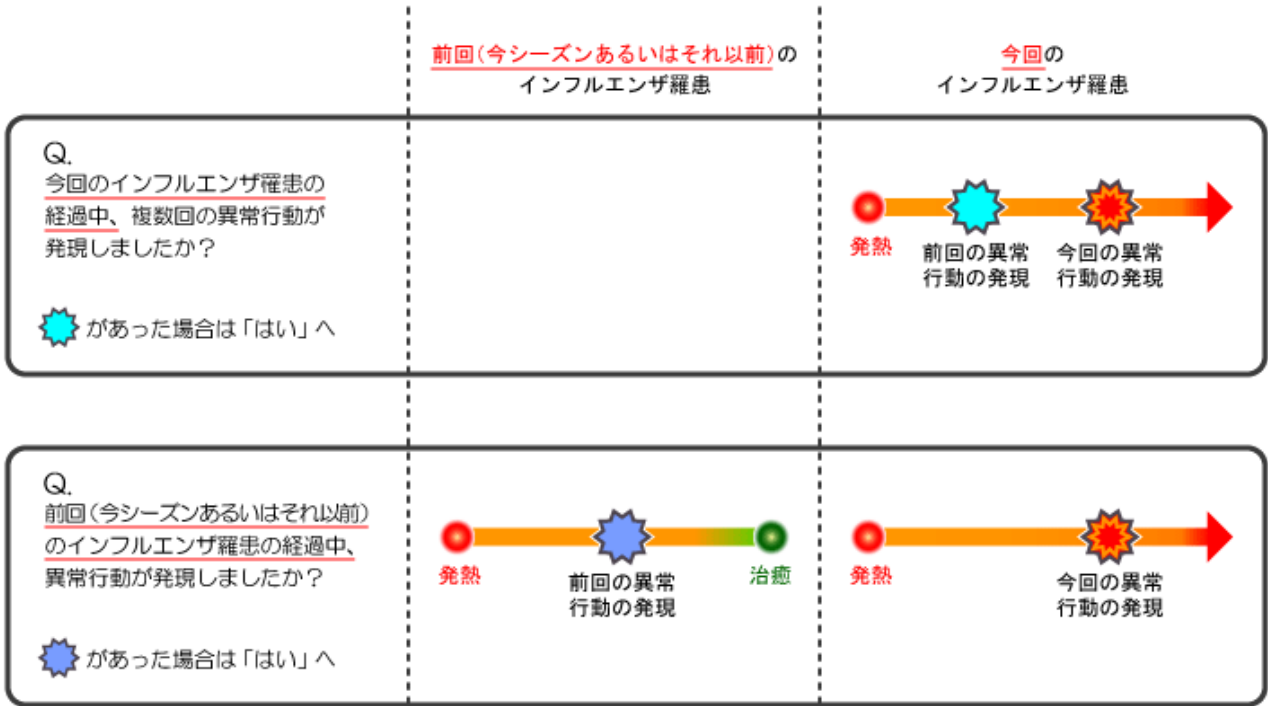 前回(今シーズンあるいはそれ以前)の
インフルエンザ罹患
今回の
インフルエンザ罹患
Q.
今回のインフルエンザ罹患の
経過中、複数回の異常行動が
発現しましたか？
があった場合は「はい」へ
発熱
前回の異常
行動の発現
今回の異常
行動の発現
Q.
前回(今シーズンあるいはそれ以前)
のインフルエンザ罹患の経過中、
異常行動が発現しましたか？
があった場合は「はい」へ
発熱
前回の異常
行動の発現
治癒
発熱
今回の異常
行動の発現